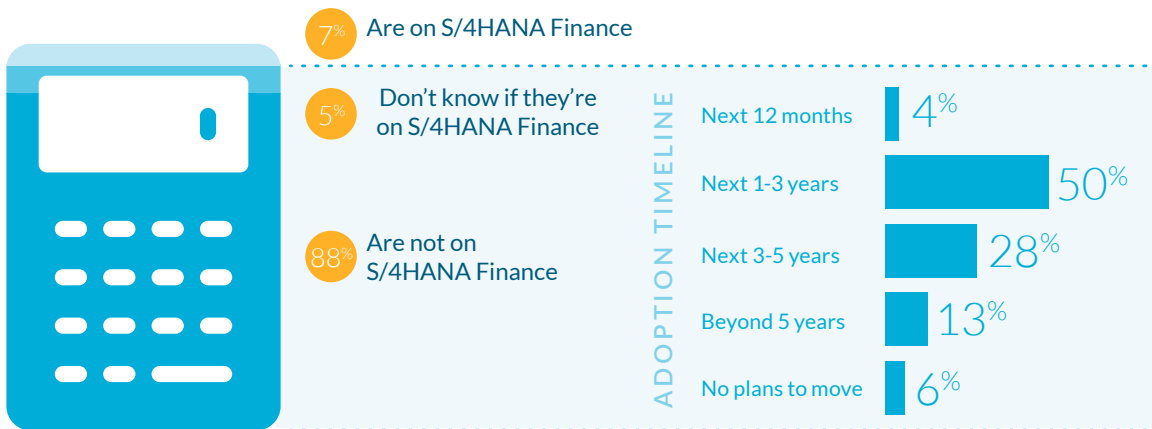 7% Are on S/4HANA Finance
5% Don’t know if they’re
on S/4HANA Finance
88% Are not on
S/4HANA Finance
ADOPTION TIMELINE
Next 12 months 4%
Next 1-3 years 50%
Next 3-5 years 28%
Beyond 5 years 13%
No plans to move 6%